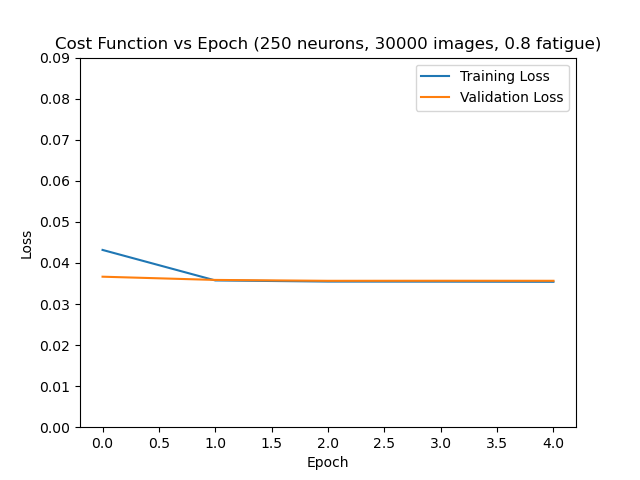 Cost Function vs Epoch (250 neurons, 30000 images, 0.8 fatigue)
Training Loss
Validation Loss
0.09
0.08
0.07
0.06
0.05
0.04
0.03
0.02
0.01
0.00
Loss
0.0 0.5 1.0 1.5 2.0 2.5 3.0 3.5 4.0
Epoch